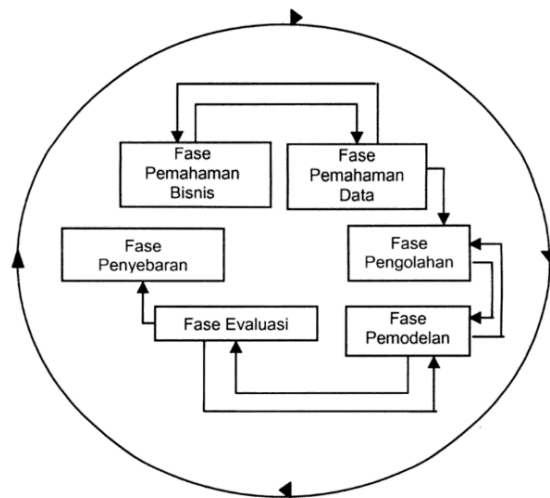 Fase
Pemahaman
Bisnis
Fase
Pemahaman
Data
Fase
Pengolahan
Fase
Pemodelan
Fase Evaluasi
Fase
Penyebaran